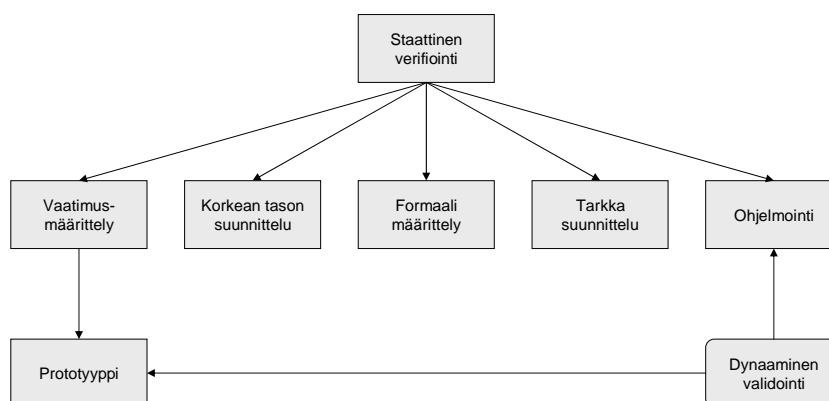 Staattinen
verifiointi
Vaatimus-
määrittely
Korkean tason
suunnittelu
Formaali
määrittely
Tarkka
suunnittelu
Ohjelmointi
Prototyyppi
Dynaaminen
validointi